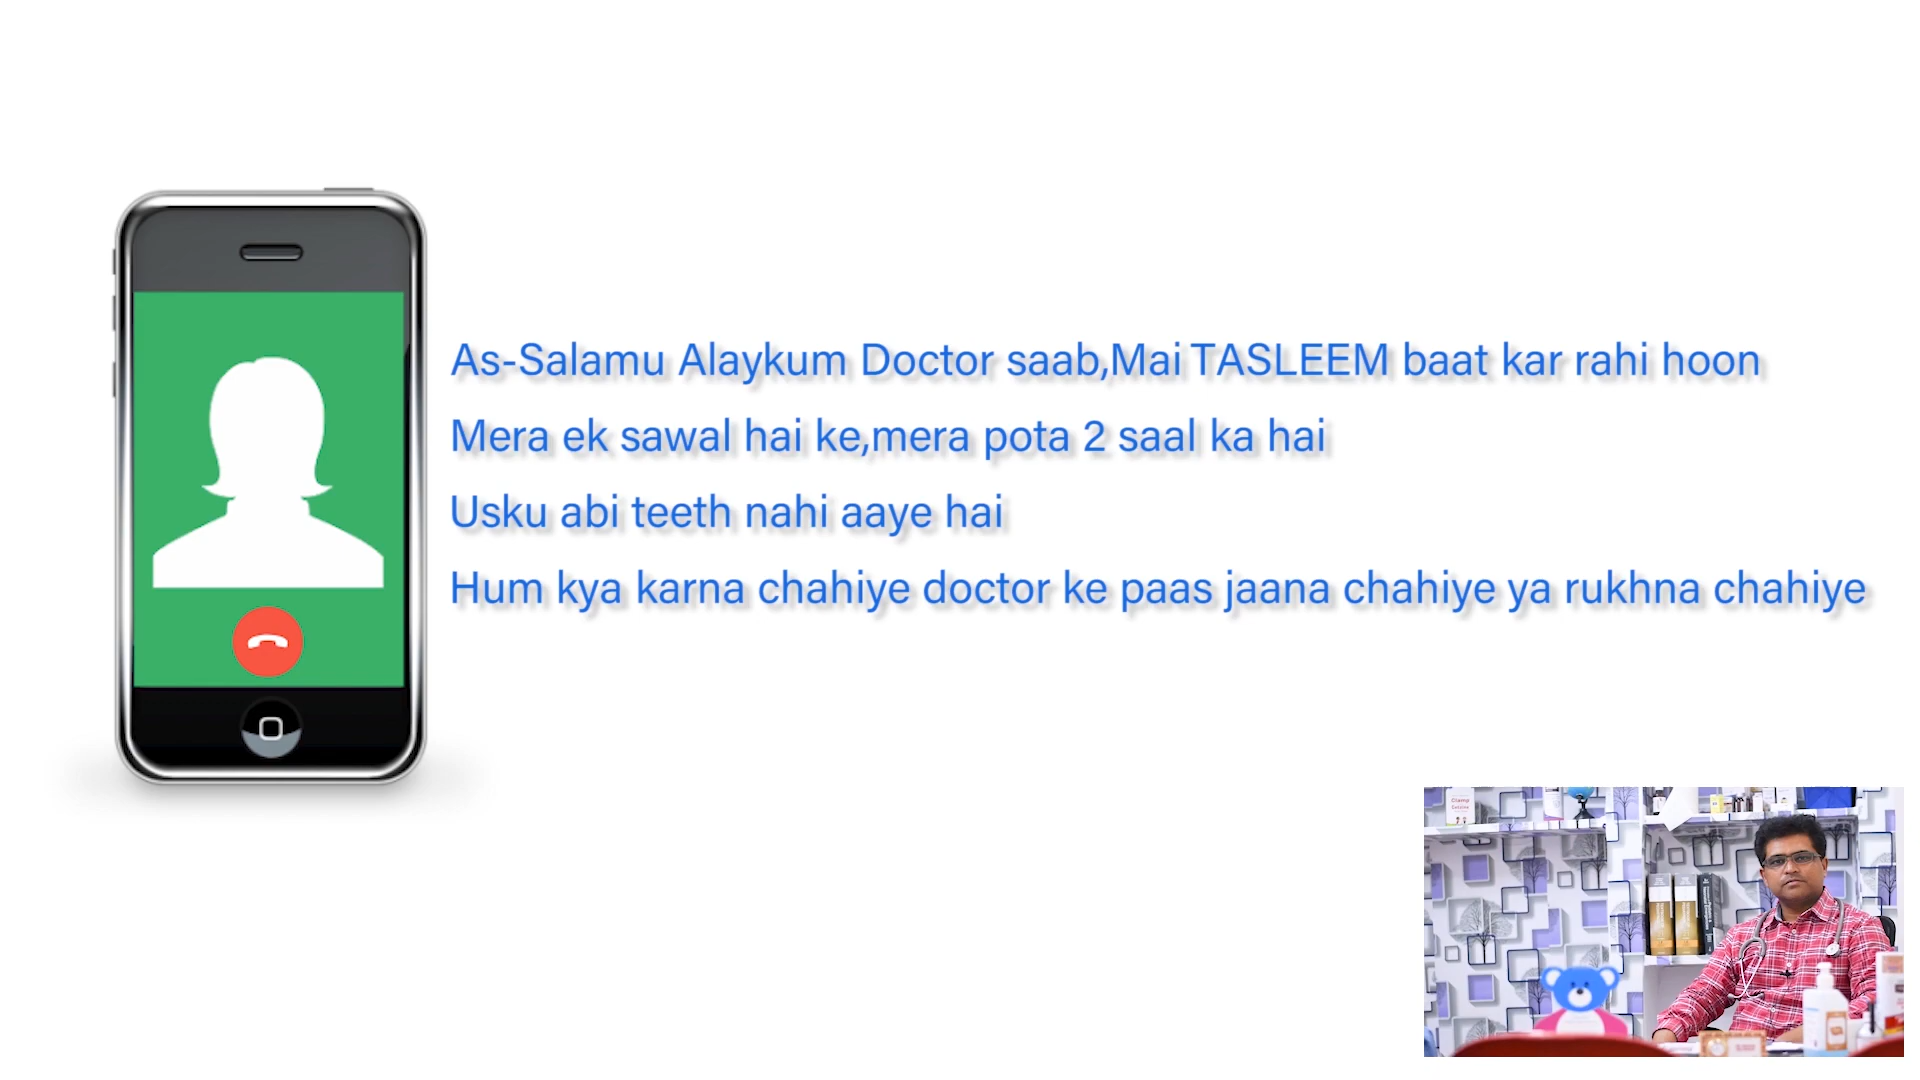 As-Salamu Alaykum Doctor saab,Mai TASLEEM baat kar rahi hoon
Mera ek sawal hai ke,mera pota 2 saal ka hai
Usku abi teeth nahi aaye hai
Hum kya karna chahiye doctor ke paas jaana chahiye ya rukhna chahiye